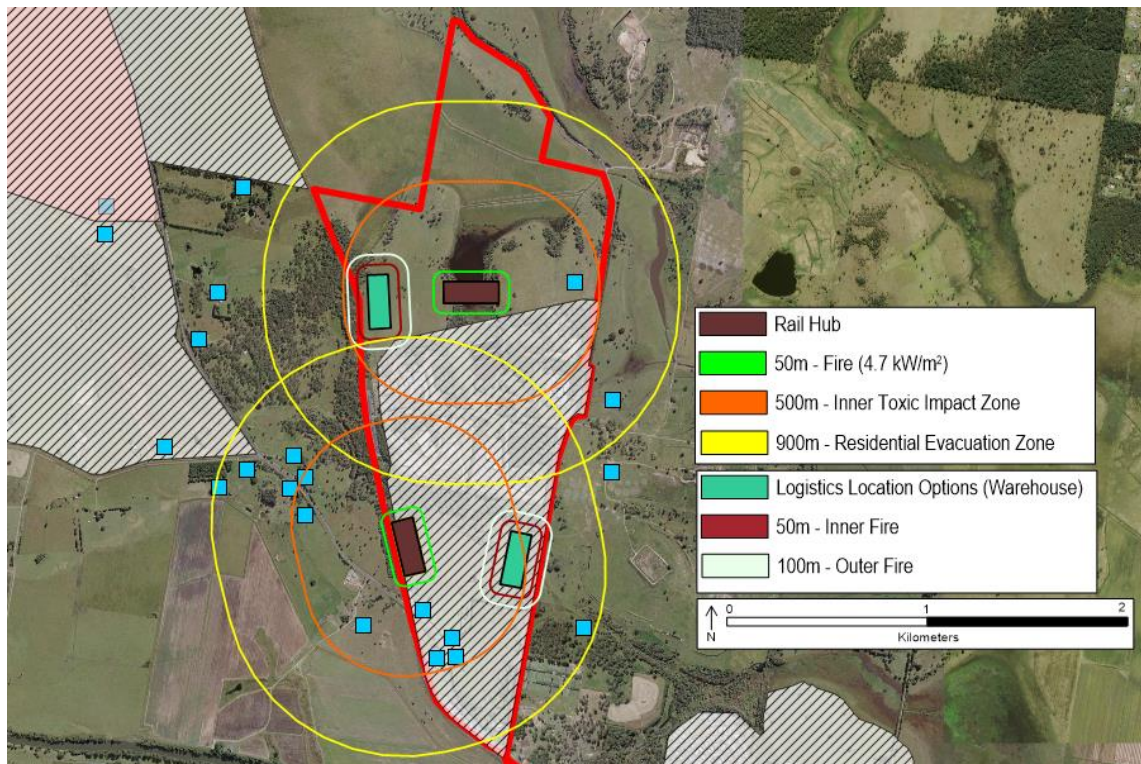 Rail Hub
50m - Fire (4.7 kW/m²)
500m - Inner Toxic Impact Zone
900m - Residential Evacuation Zone
Logistics Location Options (Warehouse)
50m - Inner Fire
100m - Outer Fire
0 1 2
N
Kilometers